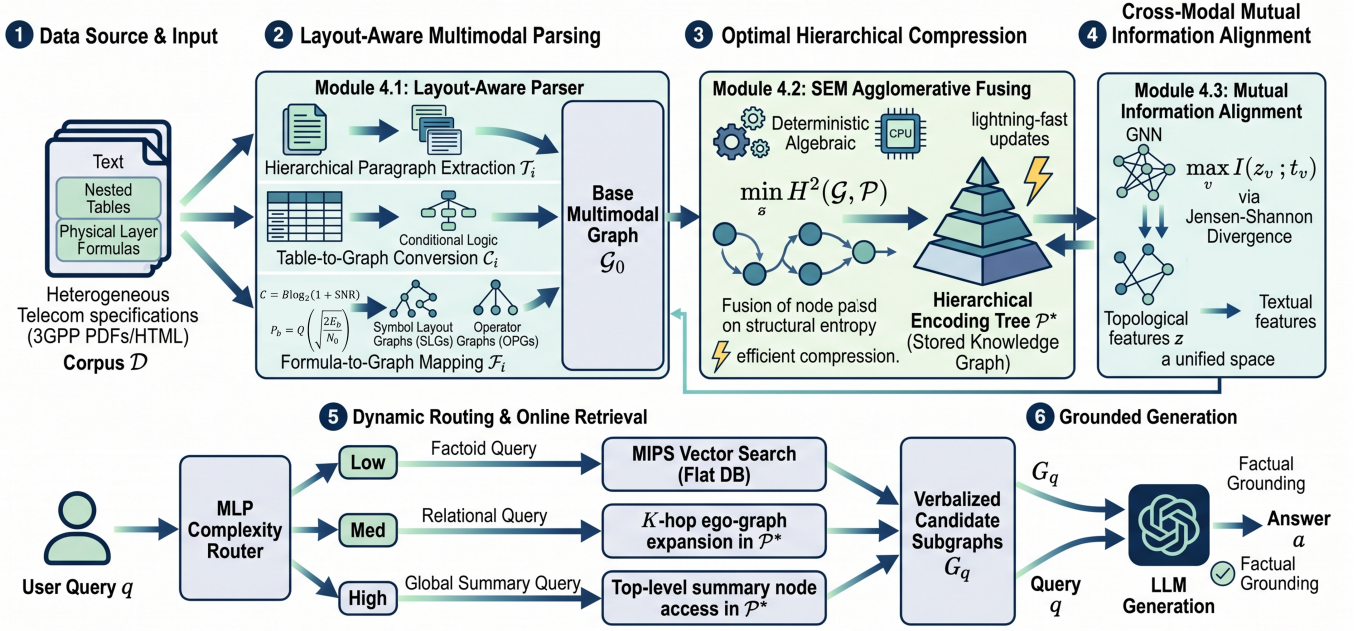 1 Data Source & Input
Text
Nested
Tables
Physical Layer
Formulas
Heterogeneous
Telecom specifications
(3GPP PDFs/HTML)
Corpus 𝒟
2 Layout-Aware Multimodal Parsing
Module 4.1: Layout-Aware Parser
Hierarchical Paragraph Extraction 𝒯ᵢ
Conditional Logic
Table-to-Graph Conversion 𝒞ᵢ
C = Blog₂(1 + SNR)
P_b = Q(√(2E_b/N₀))
Symbol Layout
Graphs (SLGs)
Operator
Graphs (OPGs)
Formula-to-Graph Mapping ℱᵢ
Base
Multimodal
Graph
𝒢₀
3 Optimal Hierarchical Compression
Module 4.2: SEM Agglomerative Fusing
Deterministic
Algebraic
CPU
lightning-fast
updates
min H²(𝒢, 𝒫)
s
Fusion of node pa|sd
on structural entropy
efficient compression.
Hierarchical
Encoding Tree 𝒫*
(Stored Knowledge
Graph)
4 Cross-Modal Mutual
Information Alignment
Module 4.3: Mutual
Information Alignment
GNN
max I(z_v ; t_v)
v
via
Jensen-Shannon
Divergence
Topological
features z
Textual
features
a unified space
5 Dynamic Routing & Online Retrieval
User Query q
MLP
Complexity
Router
Low
Factoid Query
MIPS Vector Search
(Flat DB)
Med
Relational Query
K-hop ego-graph
expansion in 𝒫*
High
Global Summary Query
Top-level summary node
access in 𝒫*
Verbalized
Candidate
Subgraphs
G_q
6 Grounded Generation
G_q
Query
q
LLM
Generation
Factual
Grounding
Answer
a
Factual
Grounding